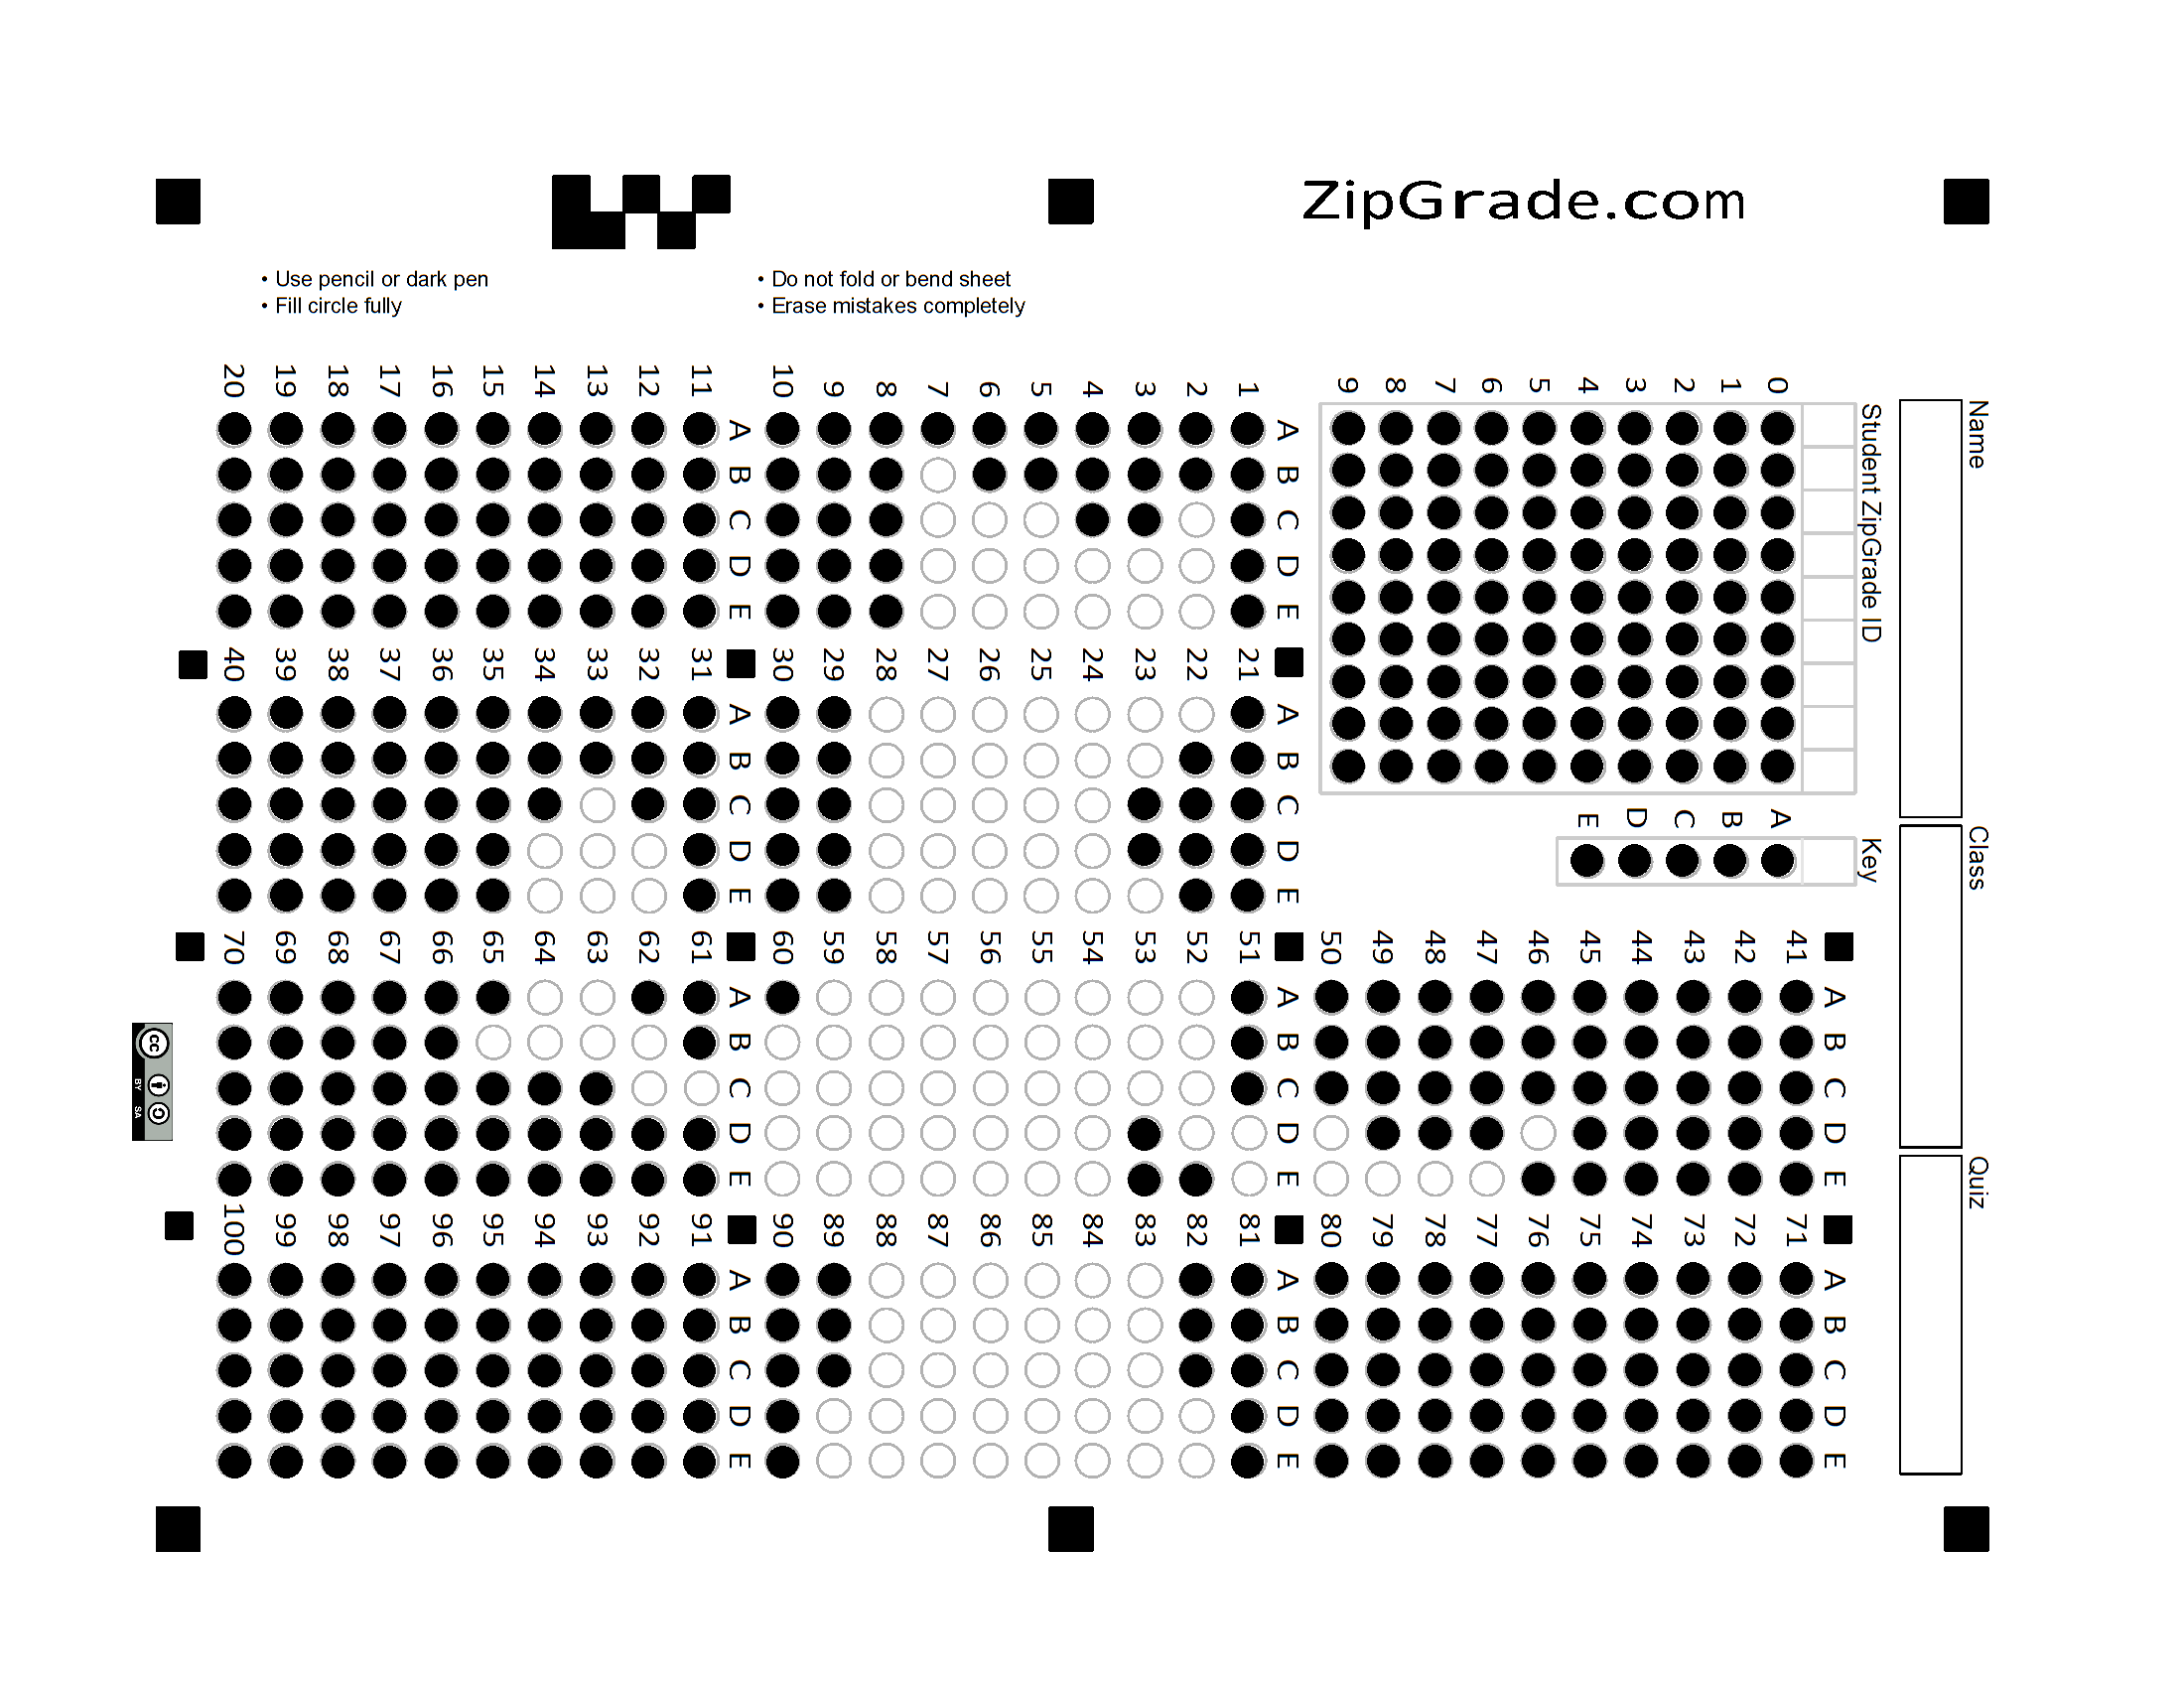 ZipGrade.com
• Use pencil or dark pen
• Fill circle fully
• Do not fold or bend sheet
• Erase mistakes completely
Name
Class
Quiz
Student ZipGrade ID
0 1 2 3 4 5 6 7 8 9
Key
A B C D E
A B C D E
1 2 3 4 5 6 7 8 9 10
A B C D E
11 12 13 14 15 16 17 18 19 20
A B C D E
21 22 23 24 25 26 27 28 29 30
A B C D E
31 32 33 34 35 36 37 38 39 40
A B C D E
41 42 43 44 45 46 47 48 49 50
A B C D E
51 52 53 54 55 56 57 58 59 60
A B C D E
61 62 63 64 65 66 67 68 69 70
A B C D E
71 72 73 74 75 76 77 78 79 80
A B C D E
81 82 83 84 85 86 87 88 89 90
A B C D E
91 92 93 94 95 96 97 98 99 100
A B C D E
cc
BY SA